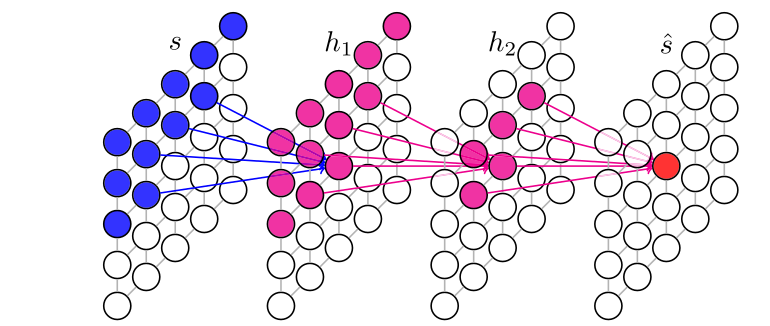 s
h₁
h₂
ŝ